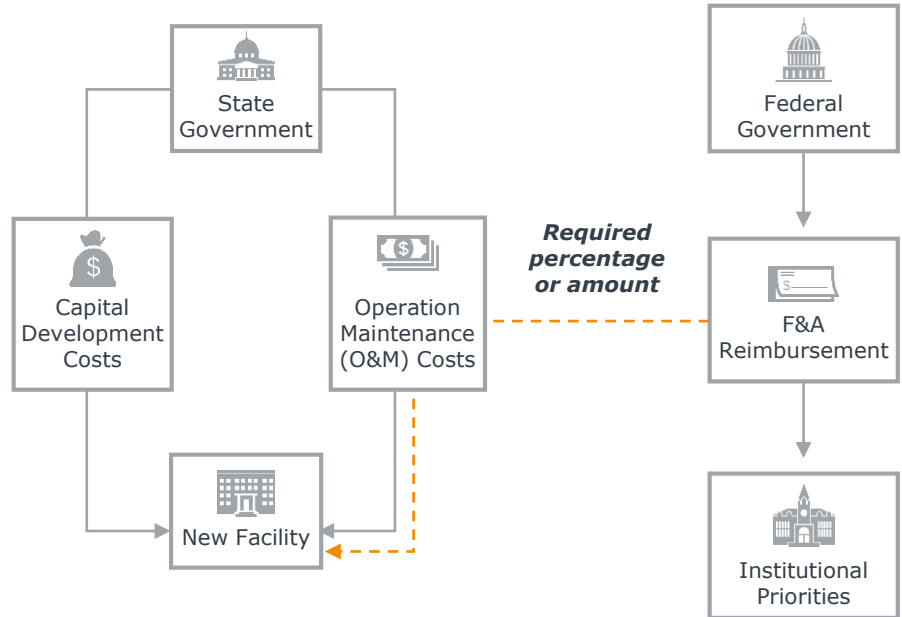 State
Government
Federal
Government
Capital
Development
Costs
Operation
Maintenance
(O&M) Costs
Required
percentage
or amount
$
$
$
F&A
Reimbursement
New Facility
Institutional
Priorities